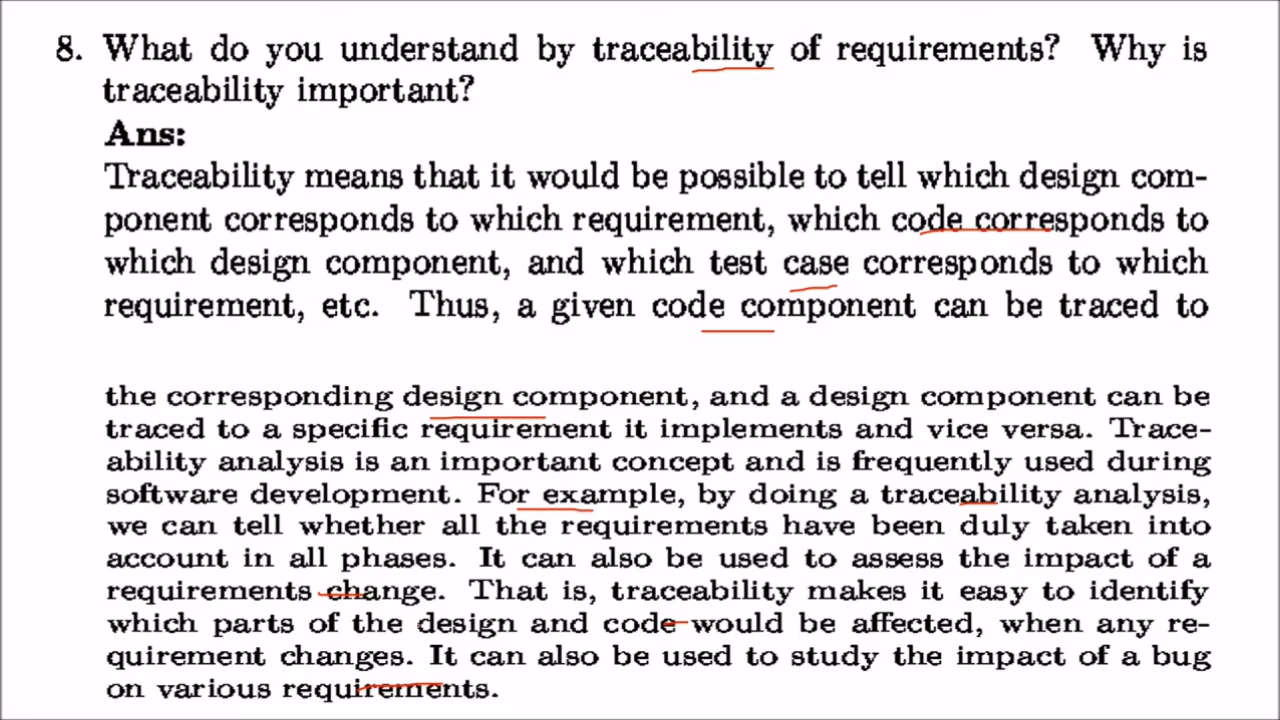 8. What do you understand by traceability of requirements? Why is
traceability important?
Ans:
Traceability means that it would be possible to tell which design com-
ponent corresponds to which requirement, which code corresponds to
which design component, and which test case corresponds to which
requirement, etc. Thus, a given code component can be traced to
the corresponding design component, and a design component can be
traced to a specific requirement it implements and vice versa. Trace-
ability analysis is an important concept and is frequently used during
software development. For example, by doing a traceability analysis,
we can tell whether all the requirements have been duly taken into
account in all phases. It can also be used to assess the impact of a
requirements change. That is, traceability makes it easy to identify
which parts of the design and code would be affected, when any re-
quirement changes. It can also be used to study the impact of a bug
on various requirements.